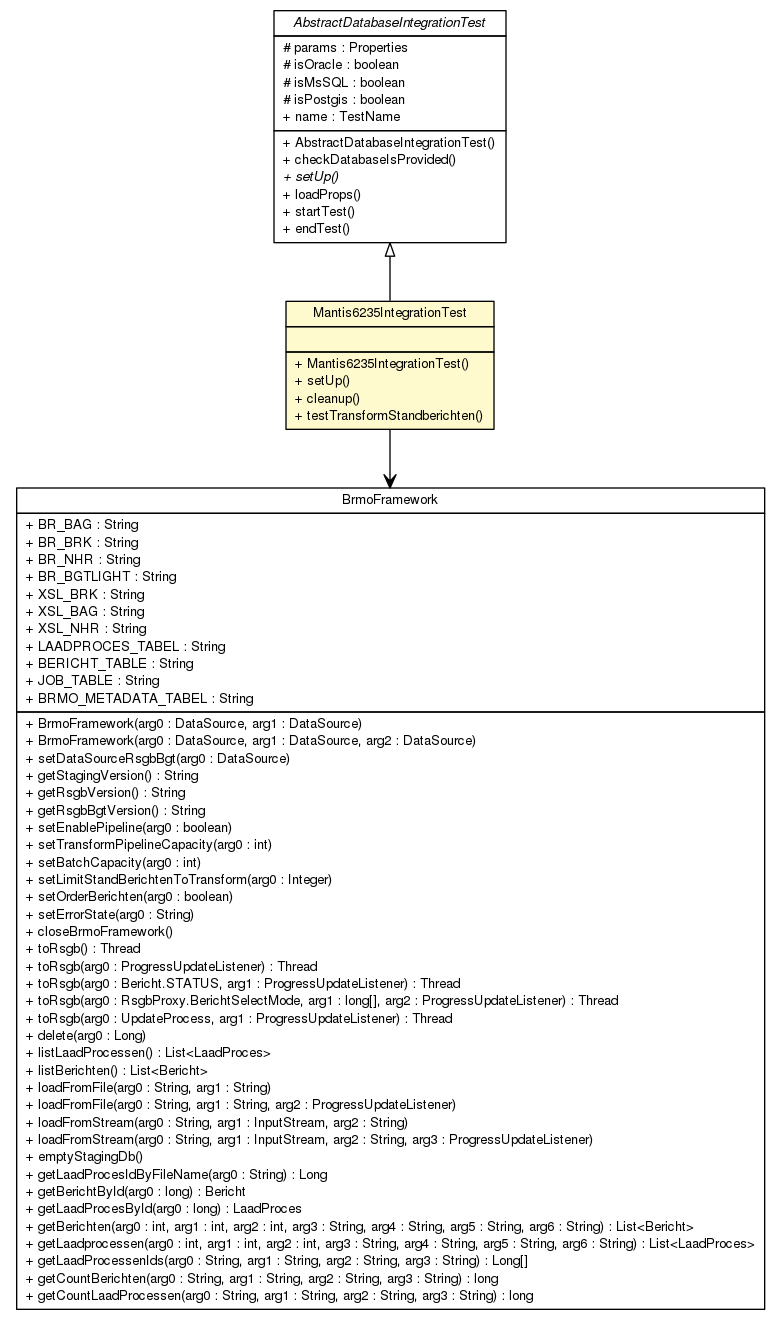 AbstractDatabaseIntegrationTest
# params : Properties
# isOracle : boolean
# isMsSQL : boolean
# isPostgis : boolean
+ name : TestName
+ AbstractDatabaseIntegrationTest()
+ checkDatabaseIsProvided()
+ setUp()
+ loadProps()
+ startTest()
+ endTest()
Mantis6235IntegrationTest
+ Mantis6235IntegrationTest()
+ setUp()
+ cleanup()
+ testTransformStandberichten()
BrmoFramework
+ BR_BAG : String
+ BR_BRK : String
+ BR_NHR : String
+ BR_BGTLIGHT : String
+ XSL_BRK : String
+ XSL_BAG : String
+ XSL_NHR : String
+ LAADPROCES_TABEL : String
+ BERICHT_TABLE : String
+ JOB_TABLE : String
+ BRMO_METADATA_TABEL : String
+ BrmoFramework(arg0 : DataSource, arg1 : DataSource)
+ BrmoFramework(arg0 : DataSource, arg1 : DataSource, arg2 : DataSource)
+ setDataSourceRsgbBgt(arg0 : DataSource)
+ getStagingVersion() : String
+ getRsgbVersion() : String
+ getRsgbBgtVersion() : String
+ setEnablePipeline(arg0 : boolean)
+ setTransformPipelineCapacity(arg0 : int)
+ setBatchCapacity(arg0 : int)
+ setLimitStandBerichtenToTransform(arg0 : Integer)
+ setOrderBerichten(arg0 : boolean)
+ setErrorState(arg0 : String)
+ closeBrmoFramework()
+ toRsgb() : Thread
+ toRsgb(arg0 : ProgressUpdateListener) : Thread
+ toRsgb(arg0 : Bericht.STATUS, arg1 : ProgressUpdateListener) : Thread
+ toRsgb(arg0 : RsgbProxy.BerichtSelectMode, arg1 : long[], arg2 : ProgressUpdateListener) : Thread
+ toRsgb(arg0 : UpdateProcess, arg1 : ProgressUpdateListener) : Thread
+ delete(arg0 : Long)
+ listLaadProcessen() : List<LaadProces>
+ listBerichten() : List<Bericht>
+ loadFromFile(arg0 : String, arg1 : String)
+ loadFromFile(arg0 : String, arg1 : String, arg2 : ProgressUpdateListener)
+ loadFromStream(arg0 : String, arg1 : InputStream, arg2 : String)
+ loadFromStream(arg0 : String, arg1 : InputStream, arg2 : String, arg3 : ProgressUpdateListener)
+ emptyStagingDb()
+ getLaadProcesIdByFileName(arg0 : String) : Long
+ getBerichtById(arg0 : long) : Bericht
+ getLaadProcesById(arg0 : long) : LaadProces
+ getBerichten(arg0 : int, arg1 : int, arg2 : int, arg3 : String, arg4 : String, arg5 : String, arg6 : String) : List<Bericht>
+ getLaadprocessen(arg0 : int, arg1 : int, arg2 : int, arg3 : String, arg4 : String, arg5 : String, arg6 : String) : List<LaadProces>
+ getLaadProcessenIds(arg0 : String, arg1 : String, arg2 : String, arg3 : String) : Long[]
+ getCountBerichten(arg0 : String, arg1 : String, arg2 : String, arg3 : String) : long
+ getCountLaadProcessen(arg0 : String, arg1 : String, arg2 : String, arg3 : String) : long